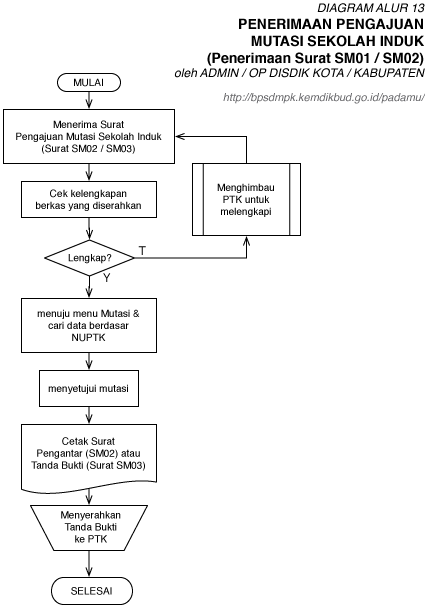 DIAGRAM ALUR 13
PENERIMAAN PENGAJUAN
MUTASI SEKOLAH INDUK
(Penerimaan Surat SM01 / SM02)
oleh ADMIN / OP DISDIK KOTA / KABUPATEN
http://bpsdmpk.kemdikbud.go.id/padamu/
MULAI
Menerima Surat
Pengajuan Mutasi Sekolah Induk
(Surat SM02 / SM03)
Cek kelengkapan
berkas yang diserahkan
Menghimbau
PTK untuk
melengkapi
Lengkap?
T
Y
menuju menu Mutasi &
cari data berdasar
NUPTK
menyetujui mutasi
Cetak Surat
Pengantar (SM02) atau
Tanda Bukti (Surat SM03)
Menyerahkan
Tanda Bukti
ke PTK
SELESAI